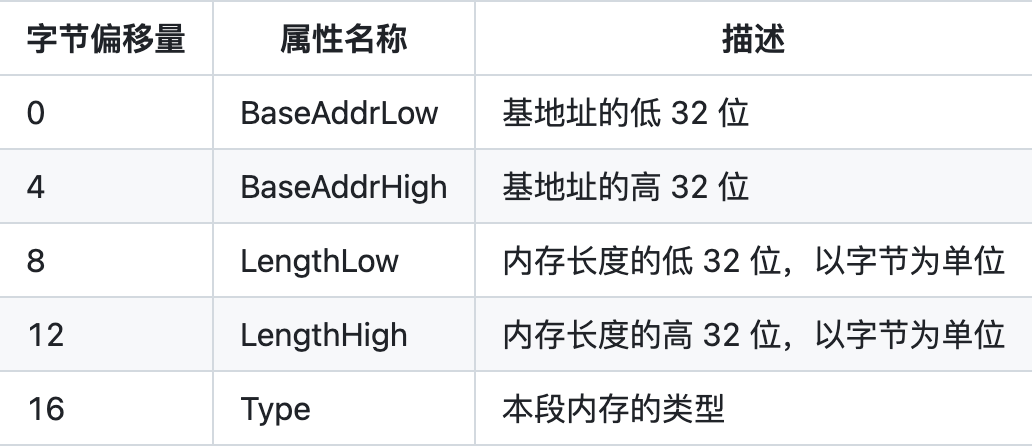 字节偏移量 属性名称 描述
0 BaseAddrLow 基地址的低 32 位
4 BaseAddrHigh 基地址的高 32 位
8 LengthLow 内存长度的低 32 位，以字节为单位
12 LengthHigh 内存长度的高 32 位，以字节为单位
16 Type 本段内存的类型